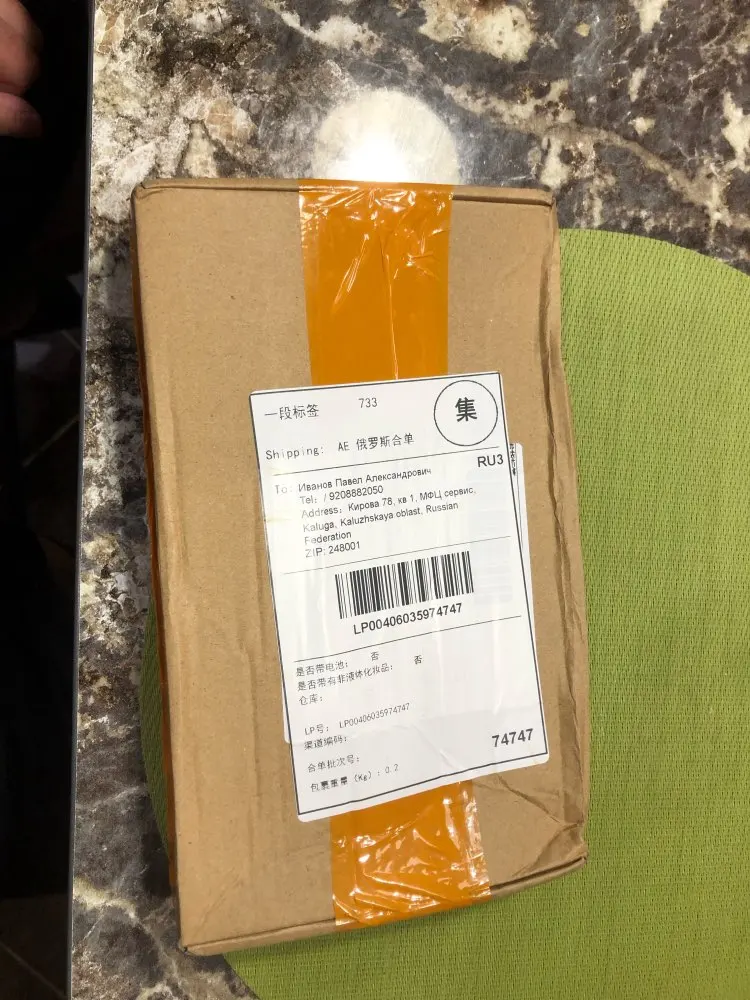 一段标签 733
集
Shipping: AE 俄罗斯合单
RU3
To: Иванов Павел Александрович
Tel: / 9208882050
Address: Кирова 78, кв 1, МФЦ сервис,
Kaluga, Kaluzhskaya oblast, Russian
Federation
ZIP: 248001
LP00406035974747
是否带电池: 否
是否带有非液体化妆品: 否
仓库:
LP号: LP00406035974747
渠道编码:
74747
合单批次号:
包裹重量 (Kg) : 0.2